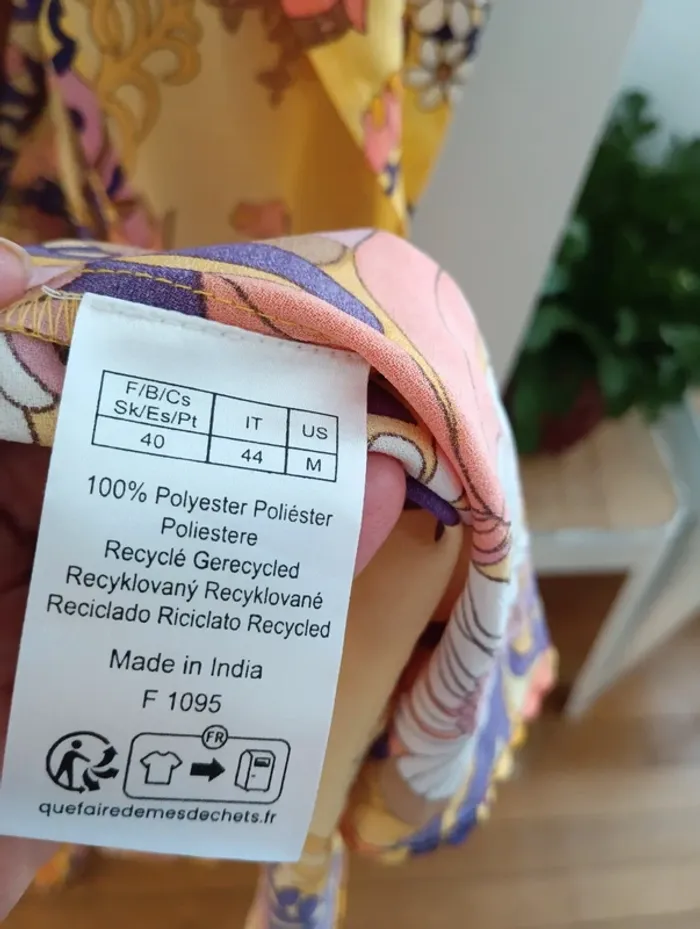 F/B/Cs
Sk/Es/Pt IT US
40 44 M
100% Polyester Poliéster
Poliestere
Recyclé Gerecycled
Recyklovaný Recyklované
Reciclado Riciclato Recycled
Made in India
F 1095
FR
quefairedemesdechets.fr